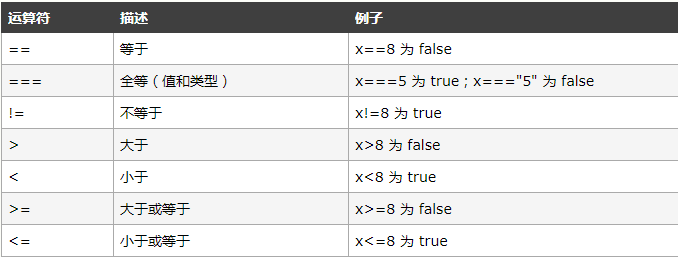 运算符 描述 例子
== 等于 x==8 为 false
=== 全等（值和类型） x===5 为 true；x==="5" 为 false
!= 不等于 x!=8 为 true
> 大于 x>8 为 false
< 小于 x<8 为 true
>= 大于或等于 x>=8 为 false
<= 小于或等于 x<=8 为 true